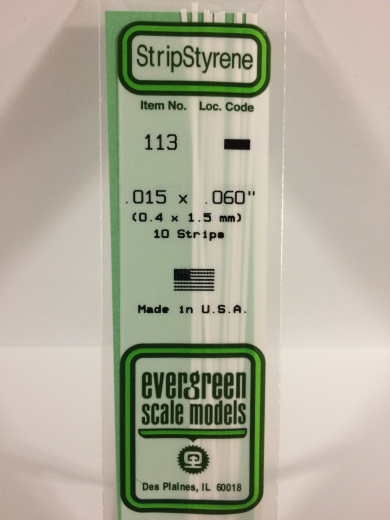 StripStyrene
Item No. Loc. Code
113
.015 x .060"
(0.4 x 1.5 mm)
10 Strips
Made in U.S.A.
evergreen
scale models
Des Plaines, IL 60018